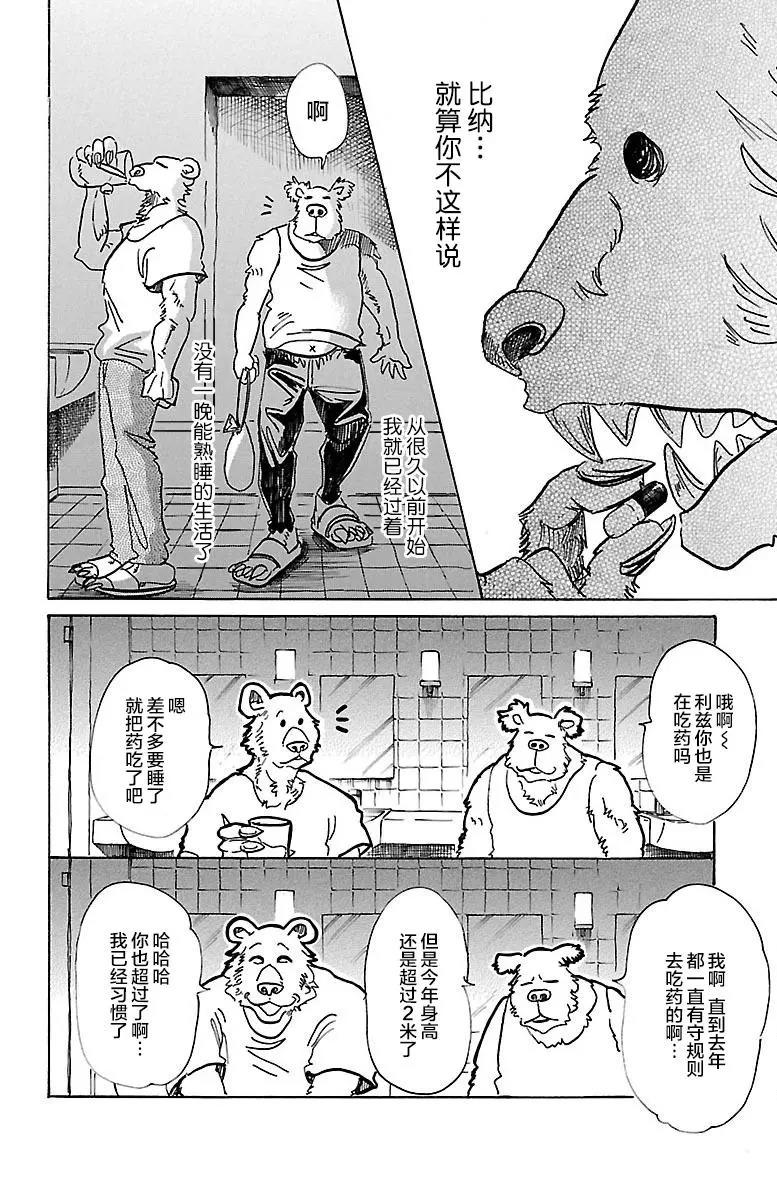 比纳…
就算你不这样说
啊
从很久以前开始
我就已经过着
没有一晚能熟睡的生活了
哦啊～
利兹你也是
在吃药吗
嗯
差不多要睡了
就把药吃了吧
我啊 直到去年
都一直有守规则
去吃药的啊…
但是今年身高
还是超过2米了
哈哈哈
你也超过了啊…
我已经习惯了